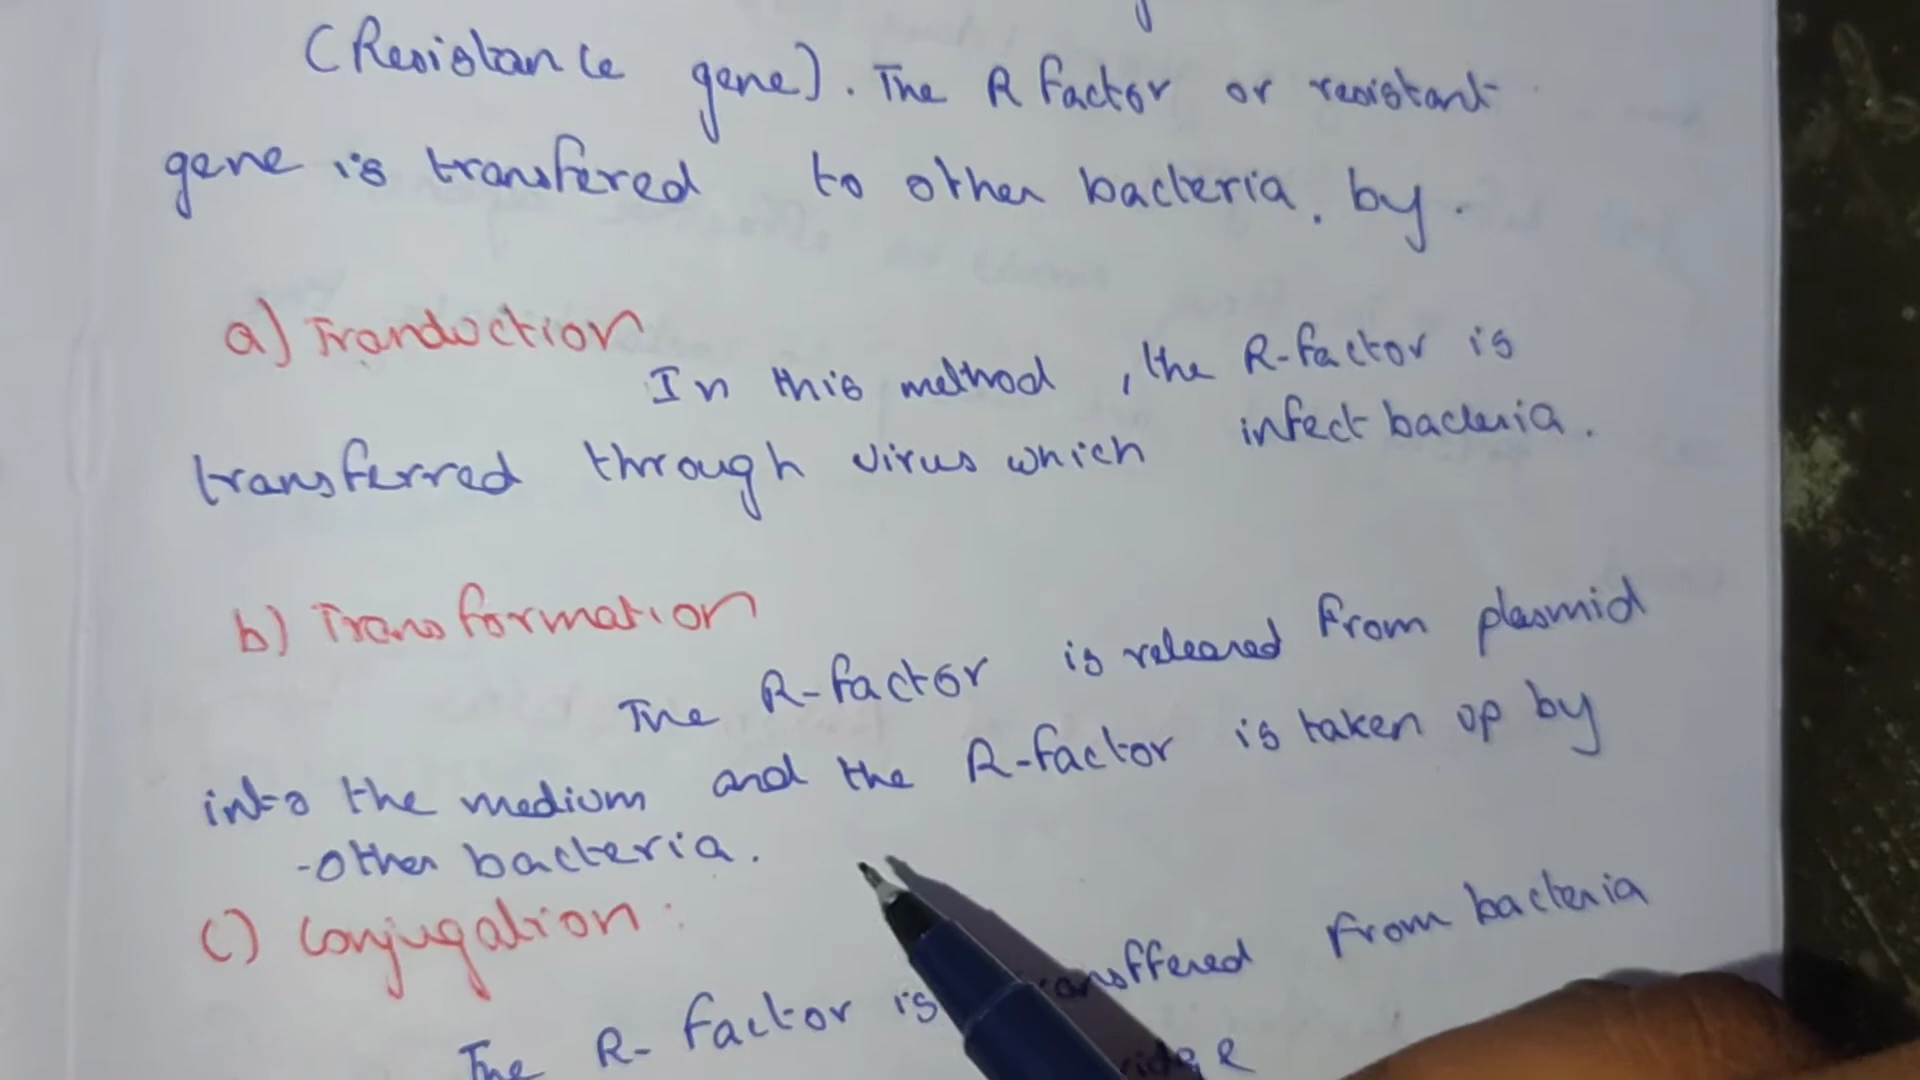 (Resistance gene). The R factor or resistant
gene is transfered to other bacteria. by.
a) Tranduction
In this method, the R-factor is
transferred through virus which infect bacteria.
b) Transformation
The R-factor is released from plasmid
into the medium and the R-factor is taken up by
-other bacteria.
c) Conjugation:
The R-factor is from bacteria